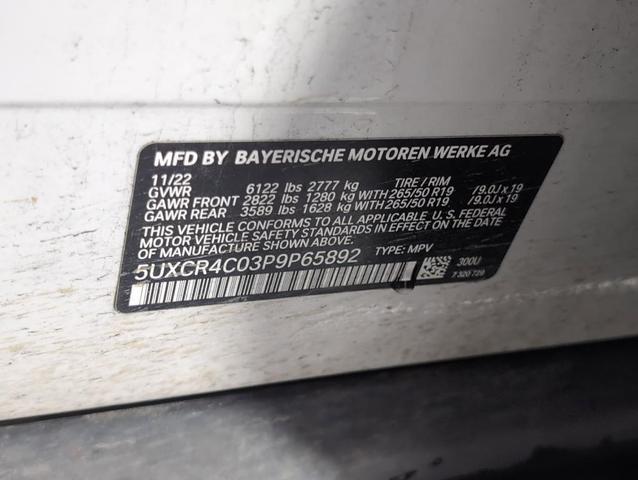 MFD BY BAYERISCHE MOTOREN WERKE AG
11/22
GVWR 6122 lbs 2777 kg TIRE / RIM
GAWR FRONT 2822 lbs 1280 kg WITH 265/50 R19 /9.0J x 19
GAWR REAR 3589 lbs 1628 kg WITH 265/50 R19 /9.0J x 19
THIS VEHICLE CONFORMS TO ALL APPLICABLE U.S. FEDERAL
MOTOR VEHICLE SAFETY STANDARDS IN EFFECT ON THE DATE
OF MANUFACTURE SHOWN ABOVE.
5UXCR4C03P9P65892 TYPE: MPV
300U
7 320 729